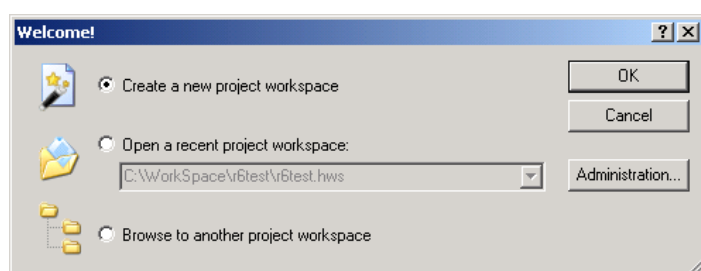 Welcome!
Create a new project workspace
OK
Cancel
Open a recent project workspace:
C:\WorkSpace\r6test\r6test.hws
Administration...
Browse to another project workspace